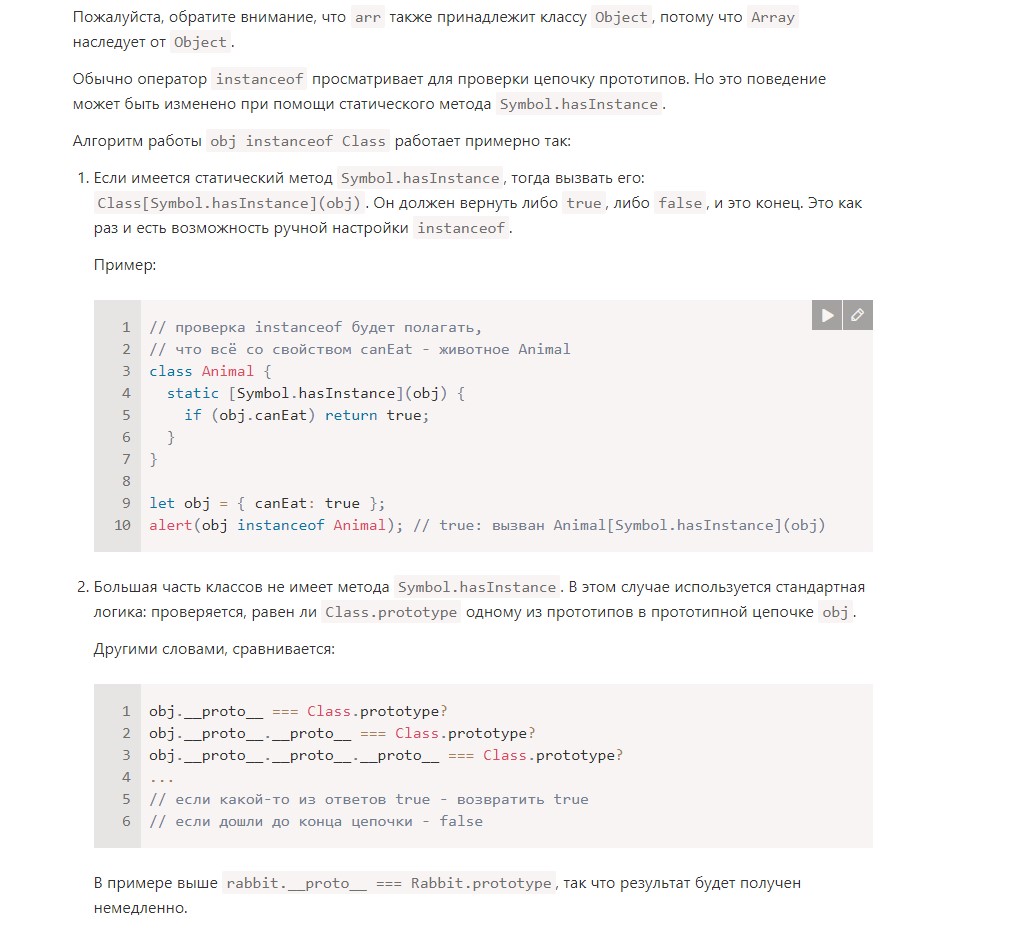 Пожалуйста, обратите внимание, что arr также принадлежит классу Object, потому что Array
наследует от Object.
Обычно оператор instanceof просматривает для проверки цепочку прототипов. Но это поведение
может быть изменено при помощи статического метода Symbol.hasInstance.
Алгоритм работы obj instanceof Class работает примерно так:
1. Если имеется статический метод Symbol.hasInstance, тогда вызвать его:
Class[Symbol.hasInstance](obj). Он должен вернуть либо true, либо false, и это конец. Это как
раз и есть возможность ручной настройки instanceof.
Пример:
1 // проверка instanceof будет полагать,
2 // что всё со свойством canEat - животное Animal
3 class Animal {
4   static [Symbol.hasInstance](obj) {
5     if (obj.canEat) return true;
6   }
7 }
8
9 let obj = { canEat: true };
10 alert(obj instanceof Animal); // true: вызван Animal[Symbol.hasInstance](obj)
2. Большая часть классов не имеет метода Symbol.hasInstance. В этом случае используется стандартная
логика: проверяется, равен ли Class.prototype одному из прототипов в прототипной цепочке obj.
Другими словами, сравнивается:
1 obj.__proto__ === Class.prototype?
2 obj.__proto__.__proto__ === Class.prototype?
3 obj.__proto__.__proto__.__proto__ === Class.prototype?
4 ...
5 // если какой-то из ответов true - возвратить true
6 // если дошли до конца цепочки - false
В примере выше rabbit.__proto__ === Rabbit.prototype, так что результат будет получен
немедленно.